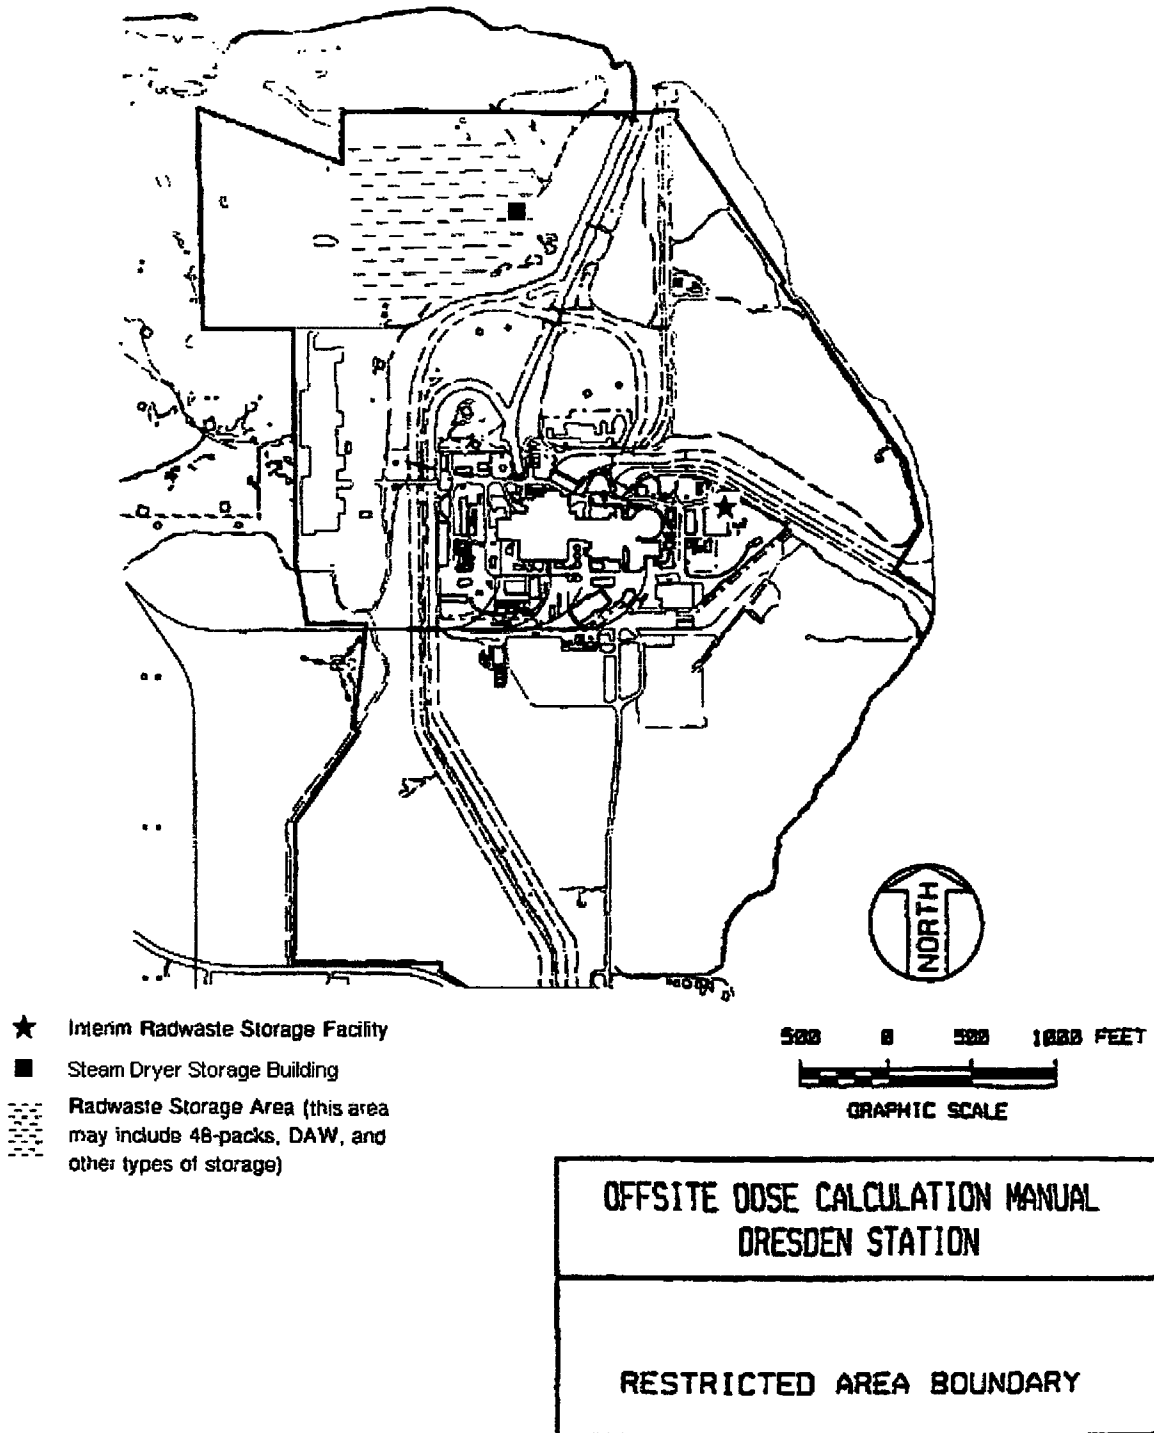 NORTH
Interim Radwaste Storage Facility
Steam Dryer Storage Building
Radwaste Storage Area (this area
may include 48-packs, DAW, and
other types of storage)
500 0 500 1000 FEET
GRAPHIC SCALE
OFFSITE DOSE CALCULATION MANUAL
DRESDEN STATION
RESTRICTED AREA BOUNDARY